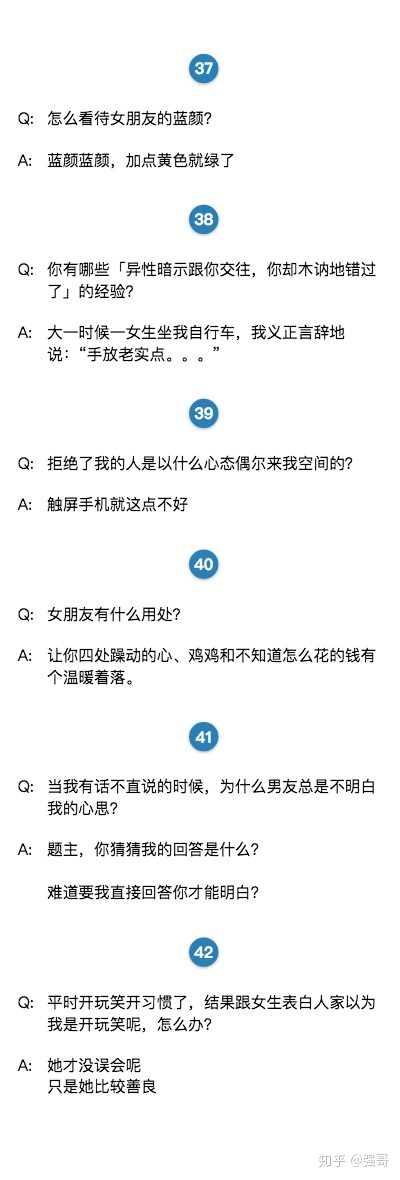 37
Q: 怎么看待女朋友的蓝颜?
A: 蓝颜蓝颜，加点黄色就绿了
38
Q: 你有哪些「异性暗示跟你交往，你却木讷地错过
了」的经验?
A: 大一时候一女生坐我自行车，我义正言辞地
说：“手放老实点。。。”
39
Q: 拒绝了我的人是以什么心态偶尔来我空间的?
A: 触屏手机就这点不好
40
Q: 女朋友有什么用处?
A: 让你四处躁动的心、鸡鸡和不知道怎么花的钱有
个温暖着落。
41
Q: 当我有话不直说的时候，为什么男友总是不明白
我的心思?
A: 题主，你猜猜我的回答是什么?
难道要我直接回答你才能明白?
42
Q: 平时开玩笑开习惯了，结果跟女生表白人家以为
我是开玩笑呢，怎么办?
A: 她才没误会呢
只是她比较善良
知乎 @强哥